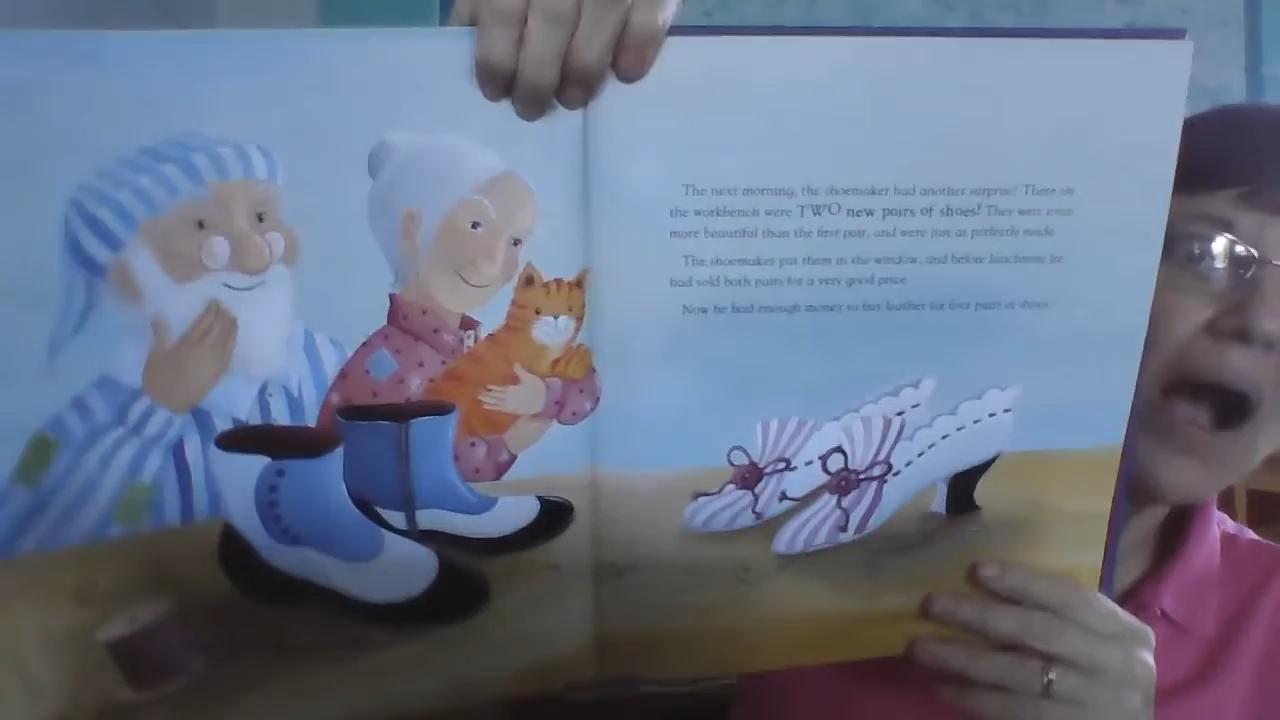 The next morning, the shoemaker had another surprise! There on
the workbench were TWO new pairs of shoes! They were even
more beautiful than the first pair, and were just as perfectly made.
The shoemaker put them in the window, and before lunchtime he
had sold both pairs for a very good price.
Now he had enough money to buy leather for four pairs of shoes.